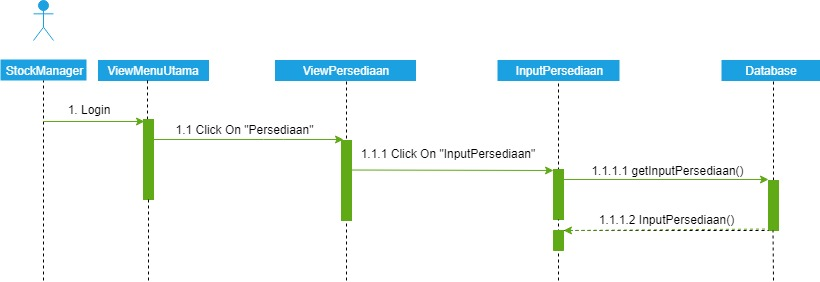 StockManager
ViewMenuUtama
ViewPersediaan
InputPersediaan
Database
1. Login
1.1 Click On "Persediaan"
1.1.1 Click On "InputPersediaan"
1.1.1.1 getInputPersediaan()
1.1.1.2 InputPersediaan()